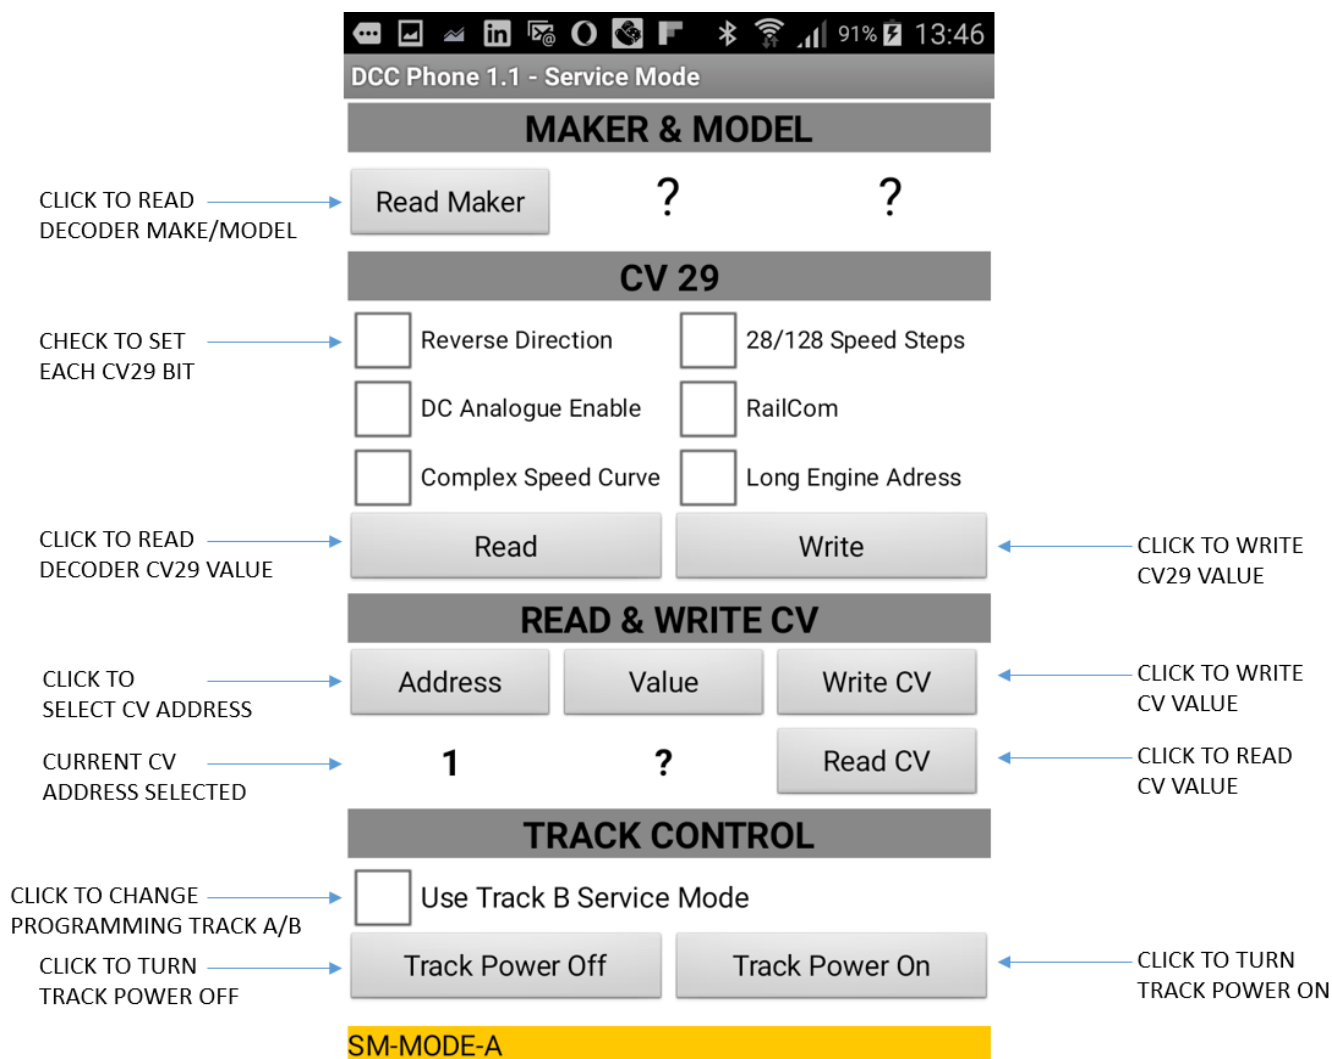 91% 13:46
DCC Phone 1.1 - Service Mode
MAKER & MODEL
CLICK TO READ
DECODER MAKE/MODEL
Read Maker ? ?
CV 29
CHECK TO SET
EACH CV29 BIT
Reverse Direction 28/128 Speed Steps
DC Analogue Enable RailCom
Complex Speed Curve Long Engine Adress
CLICK TO READ
DECODER CV29 VALUE
Read Write
CLICK TO WRITE
CV29 VALUE
READ & WRITE CV
CLICK TO
SELECT CV ADDRESS
Address Value Write CV
CLICK TO WRITE
CV VALUE
CURRENT CV
ADDRESS SELECTED
1 ? Read CV
CLICK TO READ
CV VALUE
TRACK CONTROL
CLICK TO CHANGE
PROGRAMMING TRACK A/B
Use Track B Service Mode
CLICK TO TURN
TRACK POWER OFF
Track Power Off Track Power On
CLICK TO TURN
TRACK POWER ON
SM-MODE-A